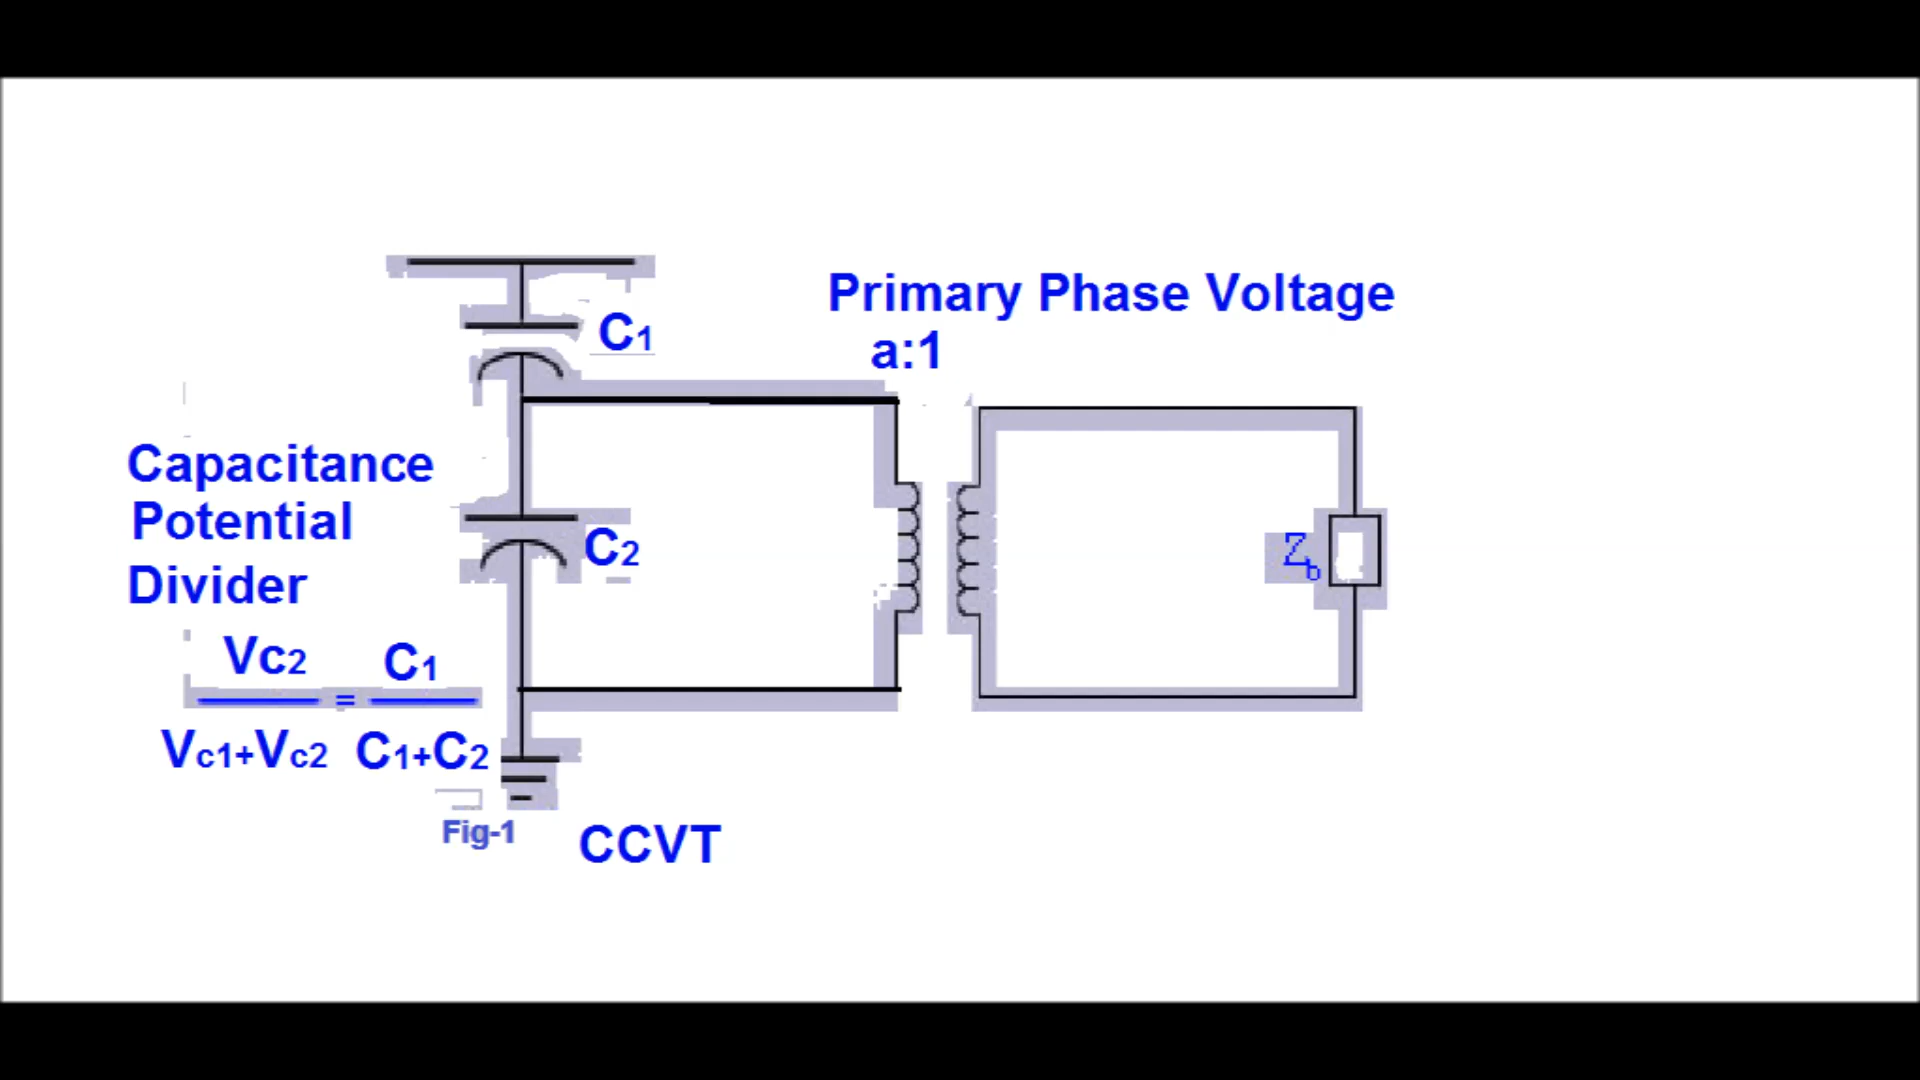 C1
Primary Phase Voltage
a:1
Capacitance
Potential
Divider
C2
Zb
Vc2 = C1
Vc1+Vc2 C1+C2
Fig-1
CCVT